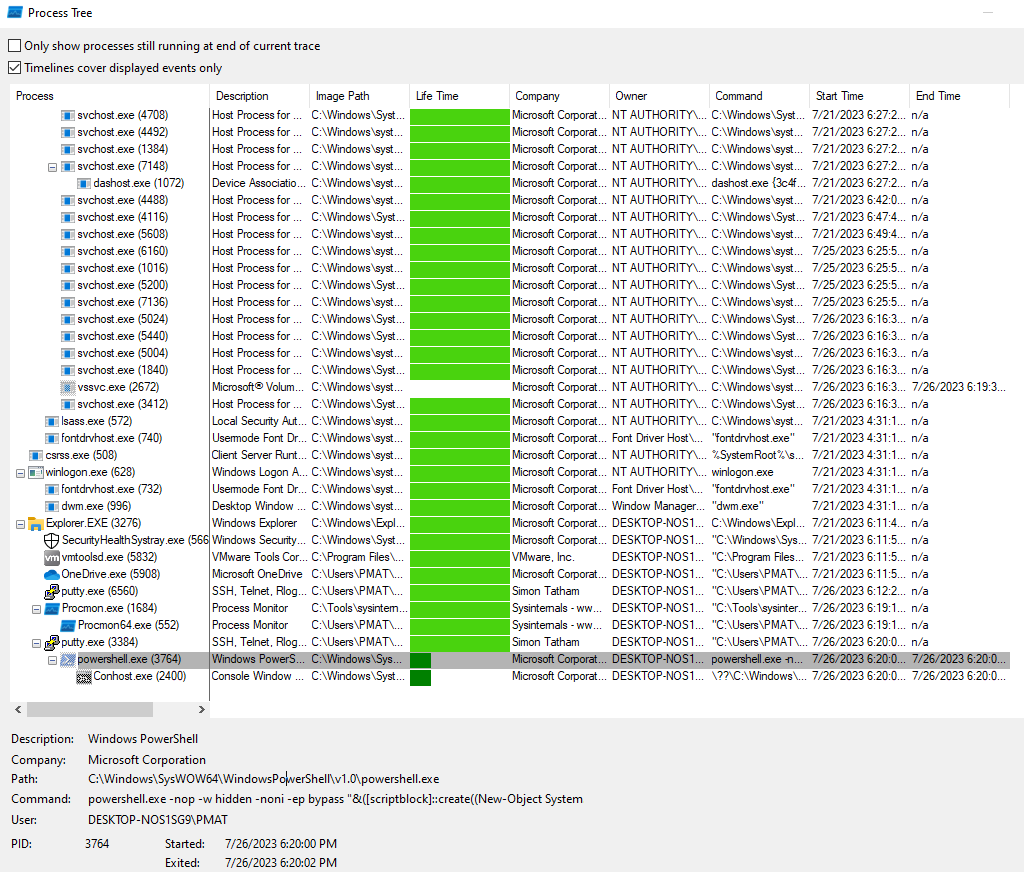 Process Tree
Only show processes still running at end of current trace
Timelines cover displayed events only
Process Description Image Path Life Time Company Owner Command Start Time End Time
svchost.exe (4708) Host Process for ... C:\Windows\Syst... Microsoft Corporat... NT AUTHORITY\... C:\Windows\Syst... 7/21/2023 6:27:2... n/a
svchost.exe (4492) Host Process for ... C:\Windows\syst... Microsoft Corporat... NT AUTHORITY\... C:\Windows\syst... 7/21/2023 6:27:2... n/a
svchost.exe (1384) Host Process for ... C:\Windows\Syst... Microsoft Corporat... NT AUTHORITY\... C:\Windows\Syst... 7/21/2023 6:27:2... n/a
svchost.exe (7148) Host Process for ... C:\Windows\syst... Microsoft Corporat... NT AUTHORITY\... C:\Windows\syst... 7/21/2023 6:27:2... n/a
dashost.exe (1072) Device Associatio... C:\Windows\syst... Microsoft Corporat... NT AUTHORITY\... dashost.exe {3c4f... 7/21/2023 6:27:2... n/a
svchost.exe (4488) Host Process for ... C:\Windows\syst... Microsoft Corporat... NT AUTHORITY\... C:\Windows\syst... 7/21/2023 6:42:0... n/a
svchost.exe (4116) Host Process for ... C:\Windows\Syst... Microsoft Corporat... NT AUTHORITY\... C:\Windows\Syst... 7/21/2023 6:47:4... n/a
svchost.exe (5608) Host Process for ... C:\Windows\syst... Microsoft Corporat... NT AUTHORITY\... C:\Windows\syst... 7/21/2023 6:49:4... n/a
svchost.exe (6160) Host Process for ... C:\Windows\syst... Microsoft Corporat... NT AUTHORITY\... C:\Windows\syst... 7/25/2023 6:25:5... n/a
svchost.exe (1016) Host Process for ... C:\Windows\syst... Microsoft Corporat... NT AUTHORITY\... C:\Windows\syst... 7/25/2023 6:25:5... n/a
svchost.exe (5200) Host Process for ... C:\Windows\syst... Microsoft Corporat... NT AUTHORITY\... C:\Windows\syst... 7/25/2023 6:25:5... n/a
svchost.exe (7136) Host Process for ... C:\Windows\syst... Microsoft Corporat... NT AUTHORITY\... C:\Windows\syst... 7/25/2023 6:25:5... n/a
svchost.exe (5024) Host Process for ... C:\Windows\Syst... Microsoft Corporat... NT AUTHORITY\... C:\Windows\Syst... 7/26/2023 6:16:3... n/a
svchost.exe (5440) Host Process for ... C:\Windows\syst... Microsoft Corporat... NT AUTHORITY\... C:\Windows\syst... 7/26/2023 6:16:3... n/a
svchost.exe (5004) Host Process for ... C:\Windows\syst... Microsoft Corporat... NT AUTHORITY\... C:\Windows\syst... 7/26/2023 6:16:3... n/a
svchost.exe (1840) Host Process for ... C:\Windows\syst... Microsoft Corporat... NT AUTHORITY\... C:\Windows\syst... 7/26/2023 6:16:3... n/a
vssvc.exe (2672) Microsoft® Volum... C:\Windows\syst... Microsoft Corporat... NT AUTHORITY\... C:\Windows\syst... 7/26/2023 6:16:3... 7/26/2023 6:19:3...
svchost.exe (3412) Host Process for ... C:\Windows\Syst... Microsoft Corporat... NT AUTHORITY\... C:\Windows\Syst... 7/26/2023 6:16:3... n/a
lsass.exe (572) Local Security Aut... C:\Windows\syst... Microsoft Corporat... NT AUTHORITY\... C:\Windows\syst... 7/21/2023 4:31:1... n/a
fontdrvhost.exe (740) Usermode Font Dr... C:\Windows\syst... Microsoft Corporat... Font Driver Host\... "fontdrvhost.exe" 7/21/2023 4:31:1... n/a
csrss.exe (508) Client Server Runt... C:\Windows\syst... Microsoft Corporat... NT AUTHORITY\... %SystemRoot%\s... 7/21/2023 4:31:1... n/a
winlogon.exe (628) Windows Logon A... C:\Windows\syst... Microsoft Corporat... NT AUTHORITY\... winlogon.exe 7/21/2023 4:31:1... n/a
fontdrvhost.exe (732) Usermode Font Dr... C:\Windows\syst... Microsoft Corporat... Font Driver Host\... "fontdrvhost.exe" 7/21/2023 4:31:1... n/a
dwm.exe (996) Desktop Window ... C:\Windows\syst... Microsoft Corporat... Window Manager... "dwm.exe" 7/21/2023 4:31:1... n/a
Explorer.EXE (3276) Windows Explorer C:\Windows\Expl... Microsoft Corporat... DESKTOP-NOS1... C:\Windows\Expl... 7/21/2023 6:11:4... n/a
SecurityHealthSystray.exe (566 Windows Security... C:\Windows\Syst... Microsoft Corporat... DESKTOP-NOS1... "C:\Windows\Sys... 7/21/2023 6:11:5... n/a
vmtoolsd.exe (5832) VMware Tools Cor... C:\Program Files\... VMware, Inc. DESKTOP-NOS1... "C:\Program Files... 7/21/2023 6:11:5... n/a
OneDrive.exe (5908) Microsoft OneDrive C:\Users\PMAT\... Microsoft Corporat... DESKTOP-NOS1... "C:\Users\PMAT\... 7/21/2023 6:11:5... n/a
putty.exe (6560) SSH, Telnet, Rlog... C:\Users\PMAT\... Simon Tatham DESKTOP-NOS1... "C:\Users\PMAT\... 7/26/2023 6:12:2... n/a
Procmon.exe (1684) Process Monitor C:\Tools\sysintern... Sysinternals - ww... DESKTOP-NOS1... "C:\Tools\sysinter... 7/26/2023 6:19:1... n/a
Procmon64.exe (552) Process Monitor C:\Users\PMAT\... Sysinternals - ww... DESKTOP-NOS1... "C:\Users\PMAT\... 7/26/2023 6:19:1... n/a
putty.exe (3384) SSH, Telnet, Rlog... C:\Users\PMAT\... Simon Tatham DESKTOP-NOS1... "C:\Users\PMAT\... 7/26/2023 6:20:0... n/a
powershell.exe (3764) Windows PowerS... C:\Windows\Sys... Microsoft Corporat... DESKTOP-NOS1... powershell.exe -n... 7/26/2023 6:20:0... 7/26/2023 6:20:0...
Conhost.exe (2400) Console Window ... C:\Windows\Syst... Microsoft Corporat... DESKTOP-NOS1... \??\C:\Windows\... 7/26/2023 6:20:0... 7/26/2023 6:20:0...
Description: Windows PowerShell
Company: Microsoft Corporation
Path: C:\Windows\SysWOW64\WindowsPowerShell\v1.0\powershell.exe
Command: powershell.exe -nop -w hidden -noni -ep bypass "&([scriptblock]::create((New-Object System
User: DESKTOP-NOS1SG9\PMAT
PID: 3764 Started: 7/26/2023 6:20:00 PM
Exited: 7/26/2023 6:20:02 PM